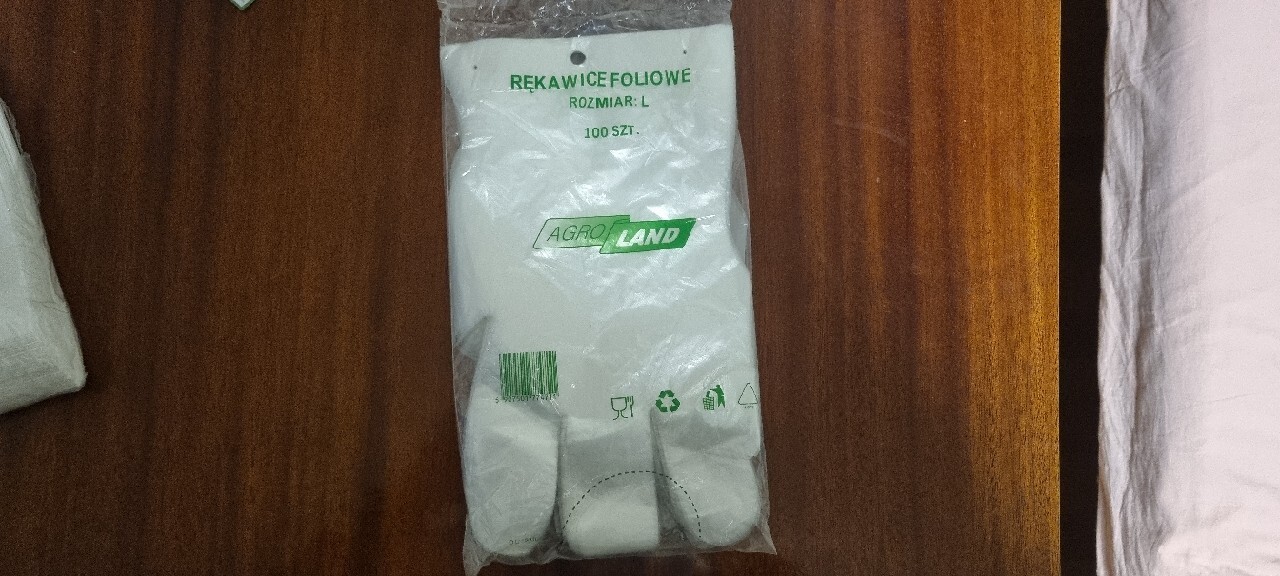 RĘKAWICE FOLIOWE
ROZMIAR: L
100 SZT.
AGRO LAND